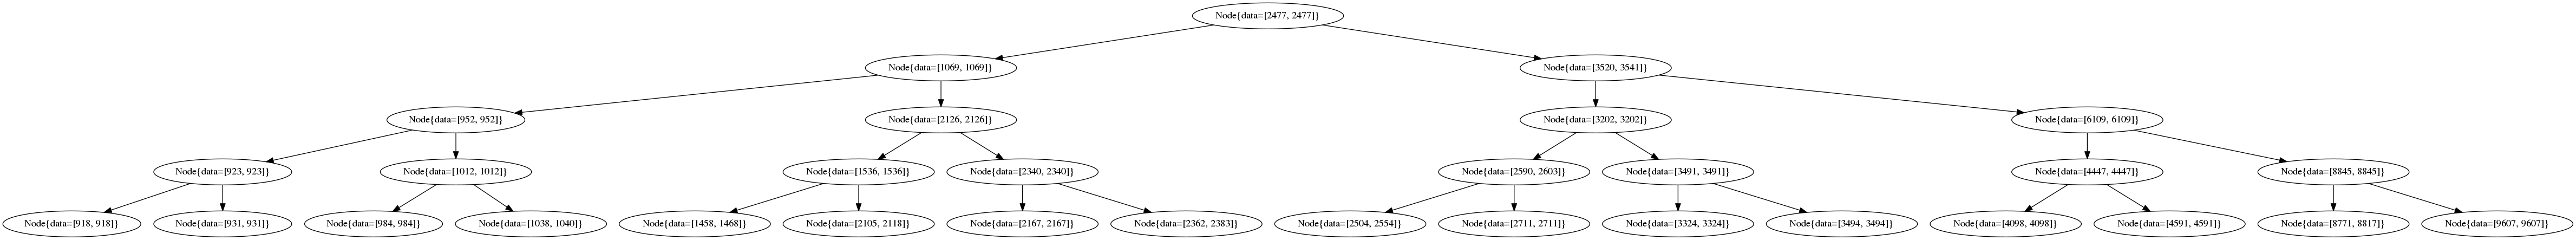 Node{data=[2477, 2477]}
Node{data=[1069, 1069]}
Node{data=[3520, 3541]}
Node{data=[952, 952]}
Node{data=[2126, 2126]}
Node{data=[3202, 3202]}
Node{data=[6109, 6109]}
Node{data=[923, 923]}
Node{data=[1012, 1012]}
Node{data=[1536, 1536]}
Node{data=[2340, 2340]}
Node{data=[2590, 2603]}
Node{data=[3491, 3491]}
Node{data=[4447, 4447]}
Node{data=[8845, 8845]}
Node{data=[918, 918]}
Node{data=[931, 931]}
Node{data=[984, 984]}
Node{data=[1038, 1040]}
Node{data=[1458, 1468]}
Node{data=[2105, 2118]}
Node{data=[2167, 2167]}
Node{data=[2362, 2383]}
Node{data=[2504, 2554]}
Node{data=[2711, 2711]}
Node{data=[3324, 3324]}
Node{data=[3494, 3494]}
Node{data=[4098, 4098]}
Node{data=[4591, 4591]}
Node{data=[8771, 8817]}
Node{data=[9607, 9607]}